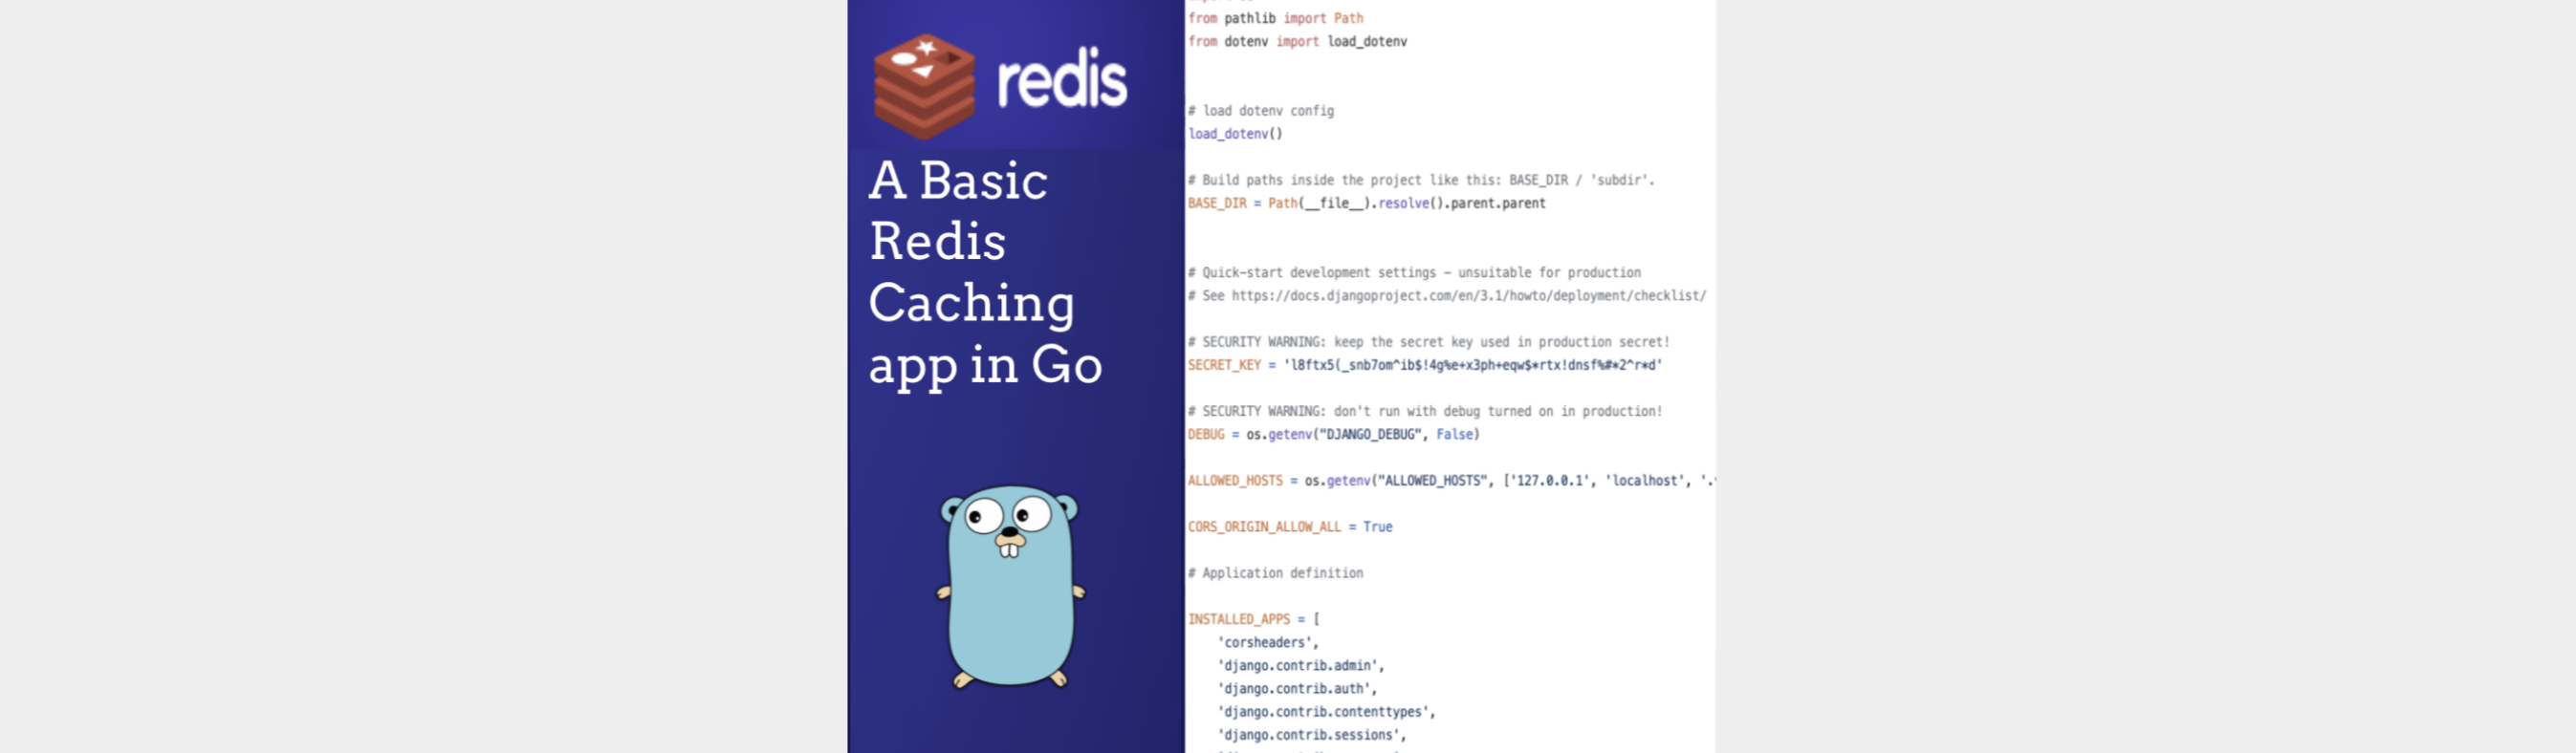 redis
A Basic
Redis
Caching
app in Go
from pathlib import Path
from dotenv import load_dotenv
# load dotenv config
load_dotenv()
# Build paths inside the project like this: BASE_DIR / 'subdir'.
BASE_DIR = Path(__file__).resolve().parent.parent
# Quick-start development settings - unsuitable for production
# See https://docs.djangoproject.com/en/3.1/howto/deployment/checklist/
# SECURITY WARNING: keep the secret key used in production secret!
SECRET_KEY = 'l8ftx5(_snb7om^ib$!4g%e+x3ph+eqw$*rtx!dnsf%#*2^r*d'
# SECURITY WARNING: don't run with debug turned on in production!
DEBUG = os.getenv("DJANGO_DEBUG", False)
ALLOWED_HOSTS = os.getenv("ALLOWED_HOSTS", ['127.0.0.1', 'localhost', '.
CORS_ORIGIN_ALLOW_ALL = True
# Application definition
INSTALLED_APPS = [
'corsheaders',
'django.contrib.admin',
'django.contrib.auth',
'django.contrib.contenttypes',
'django.contrib.sessions',